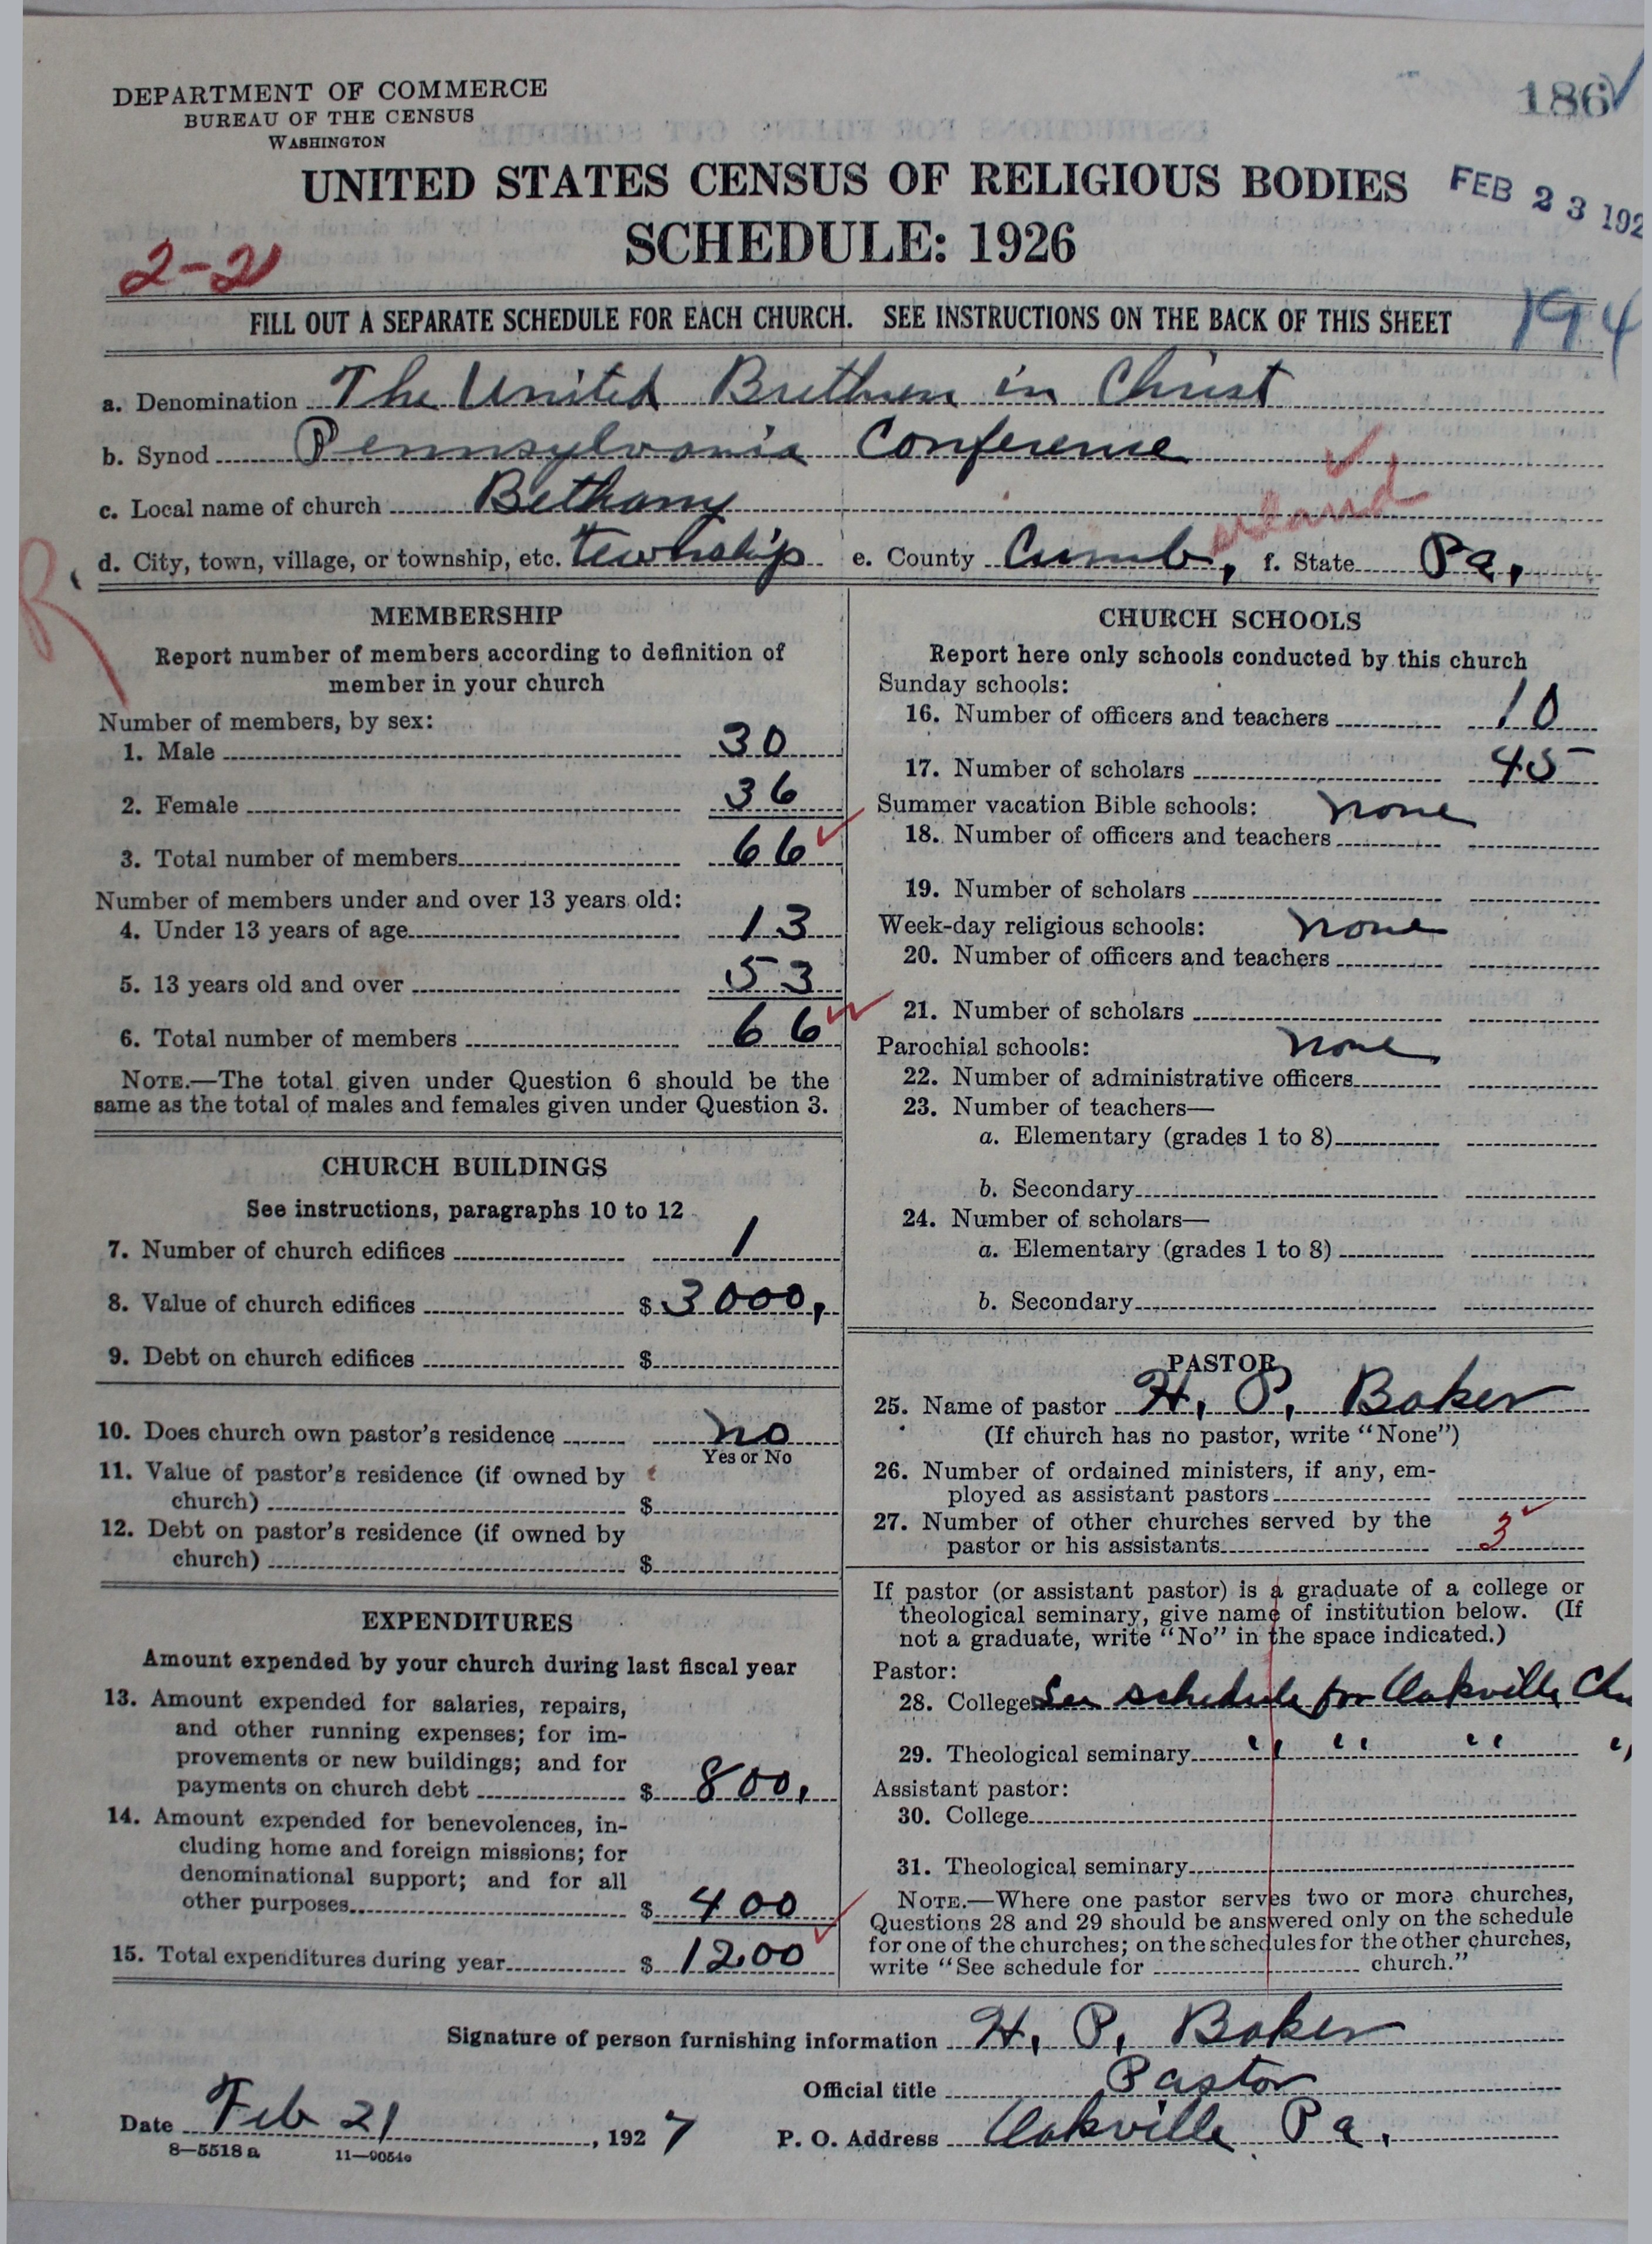 DEPARTMENT OF COMMERCE
BUREAU OF THE CENSUS
WASHINGTON
186
UNITED STATES CENSUS OF RELIGIOUS BODIES
FEB 23 192
SCHEDULE: 1926
2-21
FILL OUT A SEPARATE SCHEDULE FOR EACH CHURCH. SEE INSTRUCTIONS ON THE BACK OF THIS SHEET
194
a. Denomination The United Brethren in Christ
b. Synod Pennsylvania Conference
c. Local name of church Bethany
d. City, town, village, or township, etc. township e. County Cumb, erland f. State Pa.
R
MEMBERSHIP
Report number of members according to definition of
member in your church
Number of members, by sex:
1. Male 30
2. Female 36
3. Total number of members 66
Number of members under and over 13 years old:
4. Under 13 years of age 13
5. 13 years old and over 53
6. Total number of members 66
NOTE.—The total given under Question 6 should be the
same as the total of males and females given under Question 3.
CHURCH BUILDINGS
See instructions, paragraphs 10 to 12
7. Number of church edifices 1
8. Value of church edifices $ 3000,
9. Debt on church edifices $
10. Does church own pastor's residence no
Yes or No
11. Value of pastor's residence (if owned by
church) $
12. Debt on pastor's residence (if owned by
church) $
EXPENDITURES
Amount expended by your church during last fiscal year
13. Amount expended for salaries, repairs,
and other running expenses; for im-
provements or new buildings; and for
payments on church debt $ 800,
14. Amount expended for benevolences, in-
cluding home and foreign missions; for
denominational support; and for all
other purposes $ 400
15. Total expenditures during year $ 1200
CHURCH SCHOOLS
Report here only schools conducted by this church
Sunday schools:
16. Number of officers and teachers 10
17. Number of scholars 45
Summer vacation Bible schools: none
18. Number of officers and teachers
19. Number of scholars
Week-day religious schools: none
20. Number of officers and teachers
21. Number of scholars
Parochial schools: none
22. Number of administrative officers
23. Number of teachers—
a. Elementary (grades 1 to 8)
b. Secondary
24. Number of scholars—
a. Elementary (grades 1 to 8)
b. Secondary
PASTOR
25. Name of pastor H. P. Baker
(If church has no pastor, write "None")
26. Number of ordained ministers, if any, em-
ployed as assistant pastors
27. Number of other churches served by the
pastor or his assistants 3
If pastor (or assistant pastor) is a graduate of a college or
theological seminary, give name of institution below. (If
not a graduate, write "No" in the space indicated.)
Pastor:
28. College See schedule for Oakville Chu
29. Theological seminary " " " "
Assistant pastor:
30. College
31. Theological seminary
NOTE.—Where one pastor serves two or more churches,
Questions 28 and 29 should be answered only on the schedule
for one of the churches; on the schedules for the other churches,
write "See schedule for church."
Signature of person furnishing information H. P. Baker
Official title Pastor
Date Feb 21, 1927 P. O. Address Oakville Pa.
8—5518 a 11—9054c